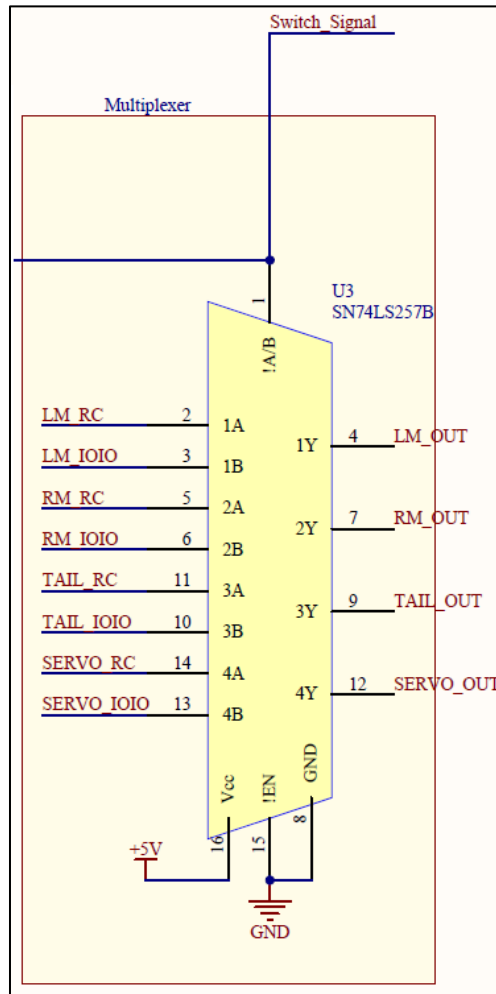 Switch_Signal
Multiplexer
1
U3
SN74LS257B
!A/B
LM_RC 2 1A
1Y 4 LM_OUT
LM_IOIO 3 1B
RM_RC 5 2A
2Y 7 RM_OUT
RM_IOIO 6 2B
TAIL_RC 11 3A
3Y 9 TAIL_OUT
TAIL_IOIO 10 3B
SERVO_RC 14 4A
4Y 12 SERVO_OUT
SERVO_IOIO 13 4B
Vcc !EN GND
+5V 16 15 8
GND